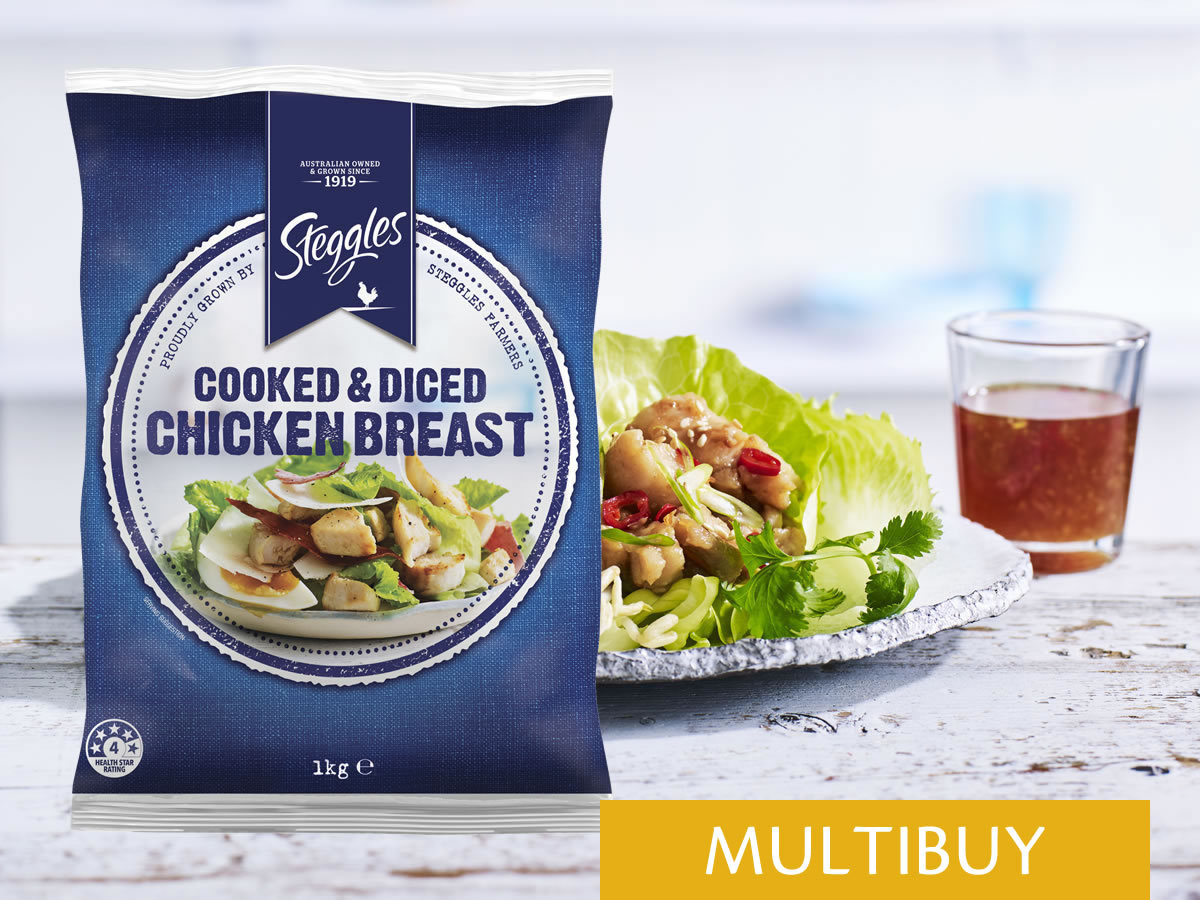 AUSTRALIAN OWNED
& GROWN SINCE
1919
Steggles
PROUDLY GROWN BY
STEGGLES FARMERS
COOKED & DICED
CHICKEN BREAST
4
HEALTH STAR
RATING
1kg ℮
MULTIBUY